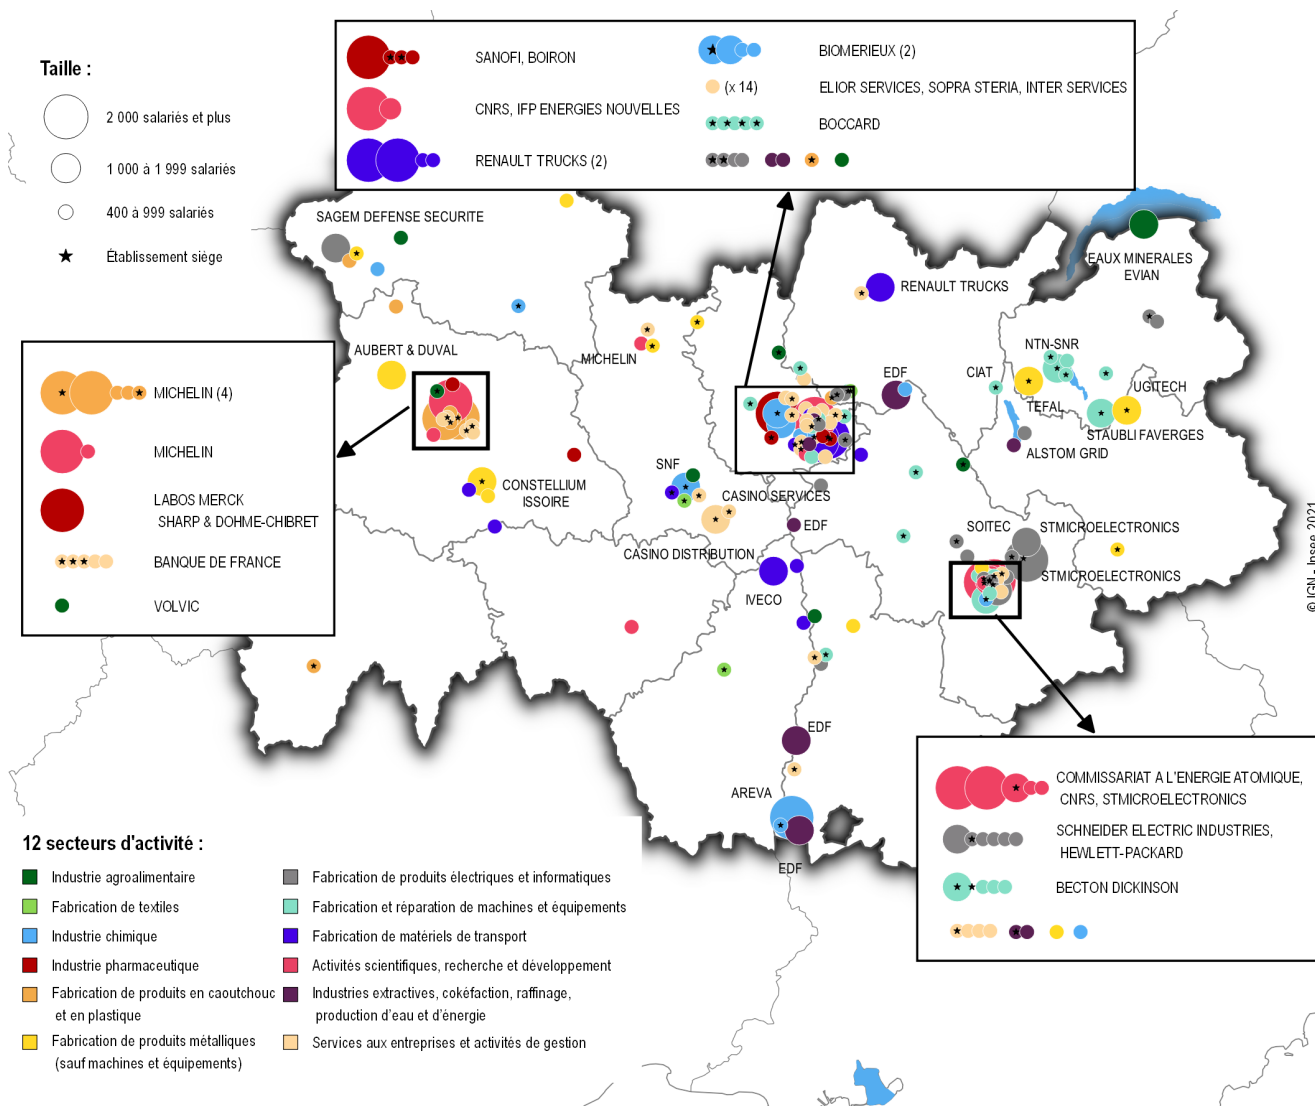 Taille :
2 000 salariés et plus
1 000 à 1 999 salariés
400 à 999 salariés
Établissement siège
SANOFI, BOIRON
CNRS, IFP ENERGIES NOUVELLES
RENAULT TRUCKS (2)
BIOMERIEUX (2)
(x 14)
ELIOR SERVICES, SOPRA STERIA, INTER SERVICES
BOCCARD
SAGEM DEFENSE SECURITE
EAUX MINERALES
EVIAN
RENAULT TRUCKS
AUBERT & DUVAL
MICHELIN
NTN-SNR
CIAT
EDF
UGITECH
TEFAL
STAUBLI FAVERGES
ALSTOM GRID
MICHELIN (4)
MICHELIN
LABOS MERCK
SHARP & DOHME-CHIBRET
BANQUE DE FRANCE
VOLVIC
SNF
CONSTELLIUM
ISSOIRE
CASINO SERVICES
EDF
CASINO DISTRIBUTION
SOITEC
STMICROELECTRONICS
STMICROELECTRONICS
IVECO
EDF
AREVA
EDF
COMMISSARIAT A L'ENERGIE ATOMIQUE,
CNRS, STMICROELECTRONICS
SCHNEIDER ELECTRIC INDUSTRIES,
HEWLETT-PACKARD
BECTON DICKINSON
© IGN - Insee 2021
12 secteurs d'activité :
Industrie agroalimentaire
Fabrication de textiles
Industrie chimique
Industrie pharmaceutique
Fabrication de produits en caoutchouc
et en plastique
Fabrication de produits métalliques
(sauf machines et équipements)
Fabrication de produits électriques et informatiques
Fabrication et réparation de machines et équipements
Fabrication de matériels de transport
Activités scientifiques, recherche et développement
Industries extractives, cokéfaction, raffinage,
production d'eau et d'énergie
Services aux entreprises et activités de gestion